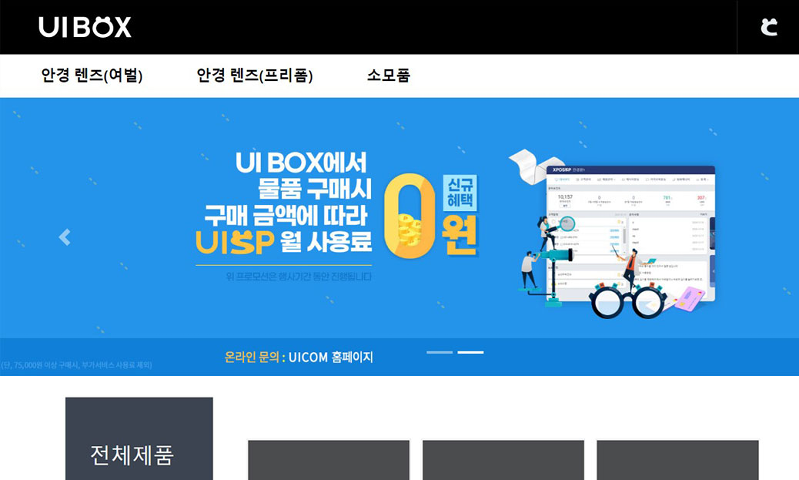 UI BOX
안경 렌즈(여벌) 안경 렌즈(프리폼) 소모품
UI BOX에서
물품 구매시
구매 금액에 따라
UISP 월 사용료
0원
신규
혜택
위 프로모션은 행사기간 동안 진행됩니다
온라인 문의 : UICOM 홈페이지
(단, 75,000원 이상 구매시, 부가서비스 사용료 제외)
전체제품